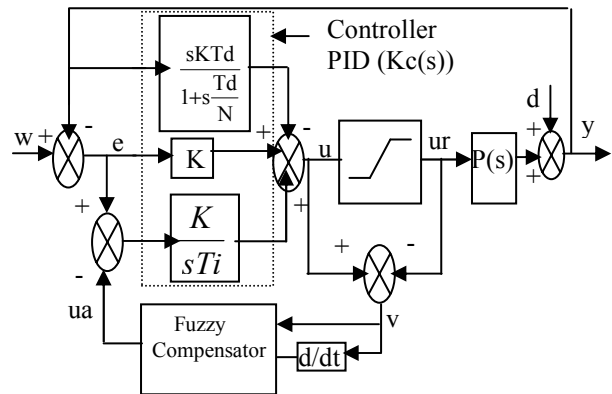 Controller
PID (Kc(s))
sKTd
1+s Td
N
d
w + - e + - u ur P(s) + y
K
+ +
K
sTi
+ -
- ua
v
Fuzzy
Compensator
d/dt